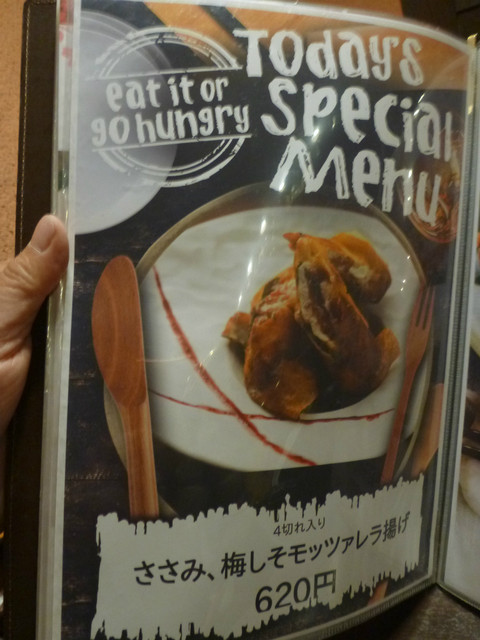 eat it or
go hungry
Today's
Special
Menu
4切れ入り
ささみ、梅しそモッツァレラ揚げ
620円